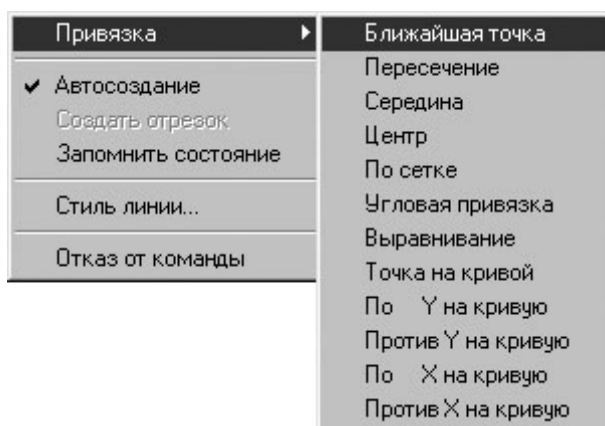 Привязка
Автосоздание
Создать отрезок
Запомнить состояние
Стиль линии...
Отказ от команды
Ближайшая точка
Пересечение
Середина
Центр
По сетке
Угловая привязка
Выравнивание
Точка на кривой
По Y на кривую
Против Y на кривую
По X на кривую
Против X на кривую